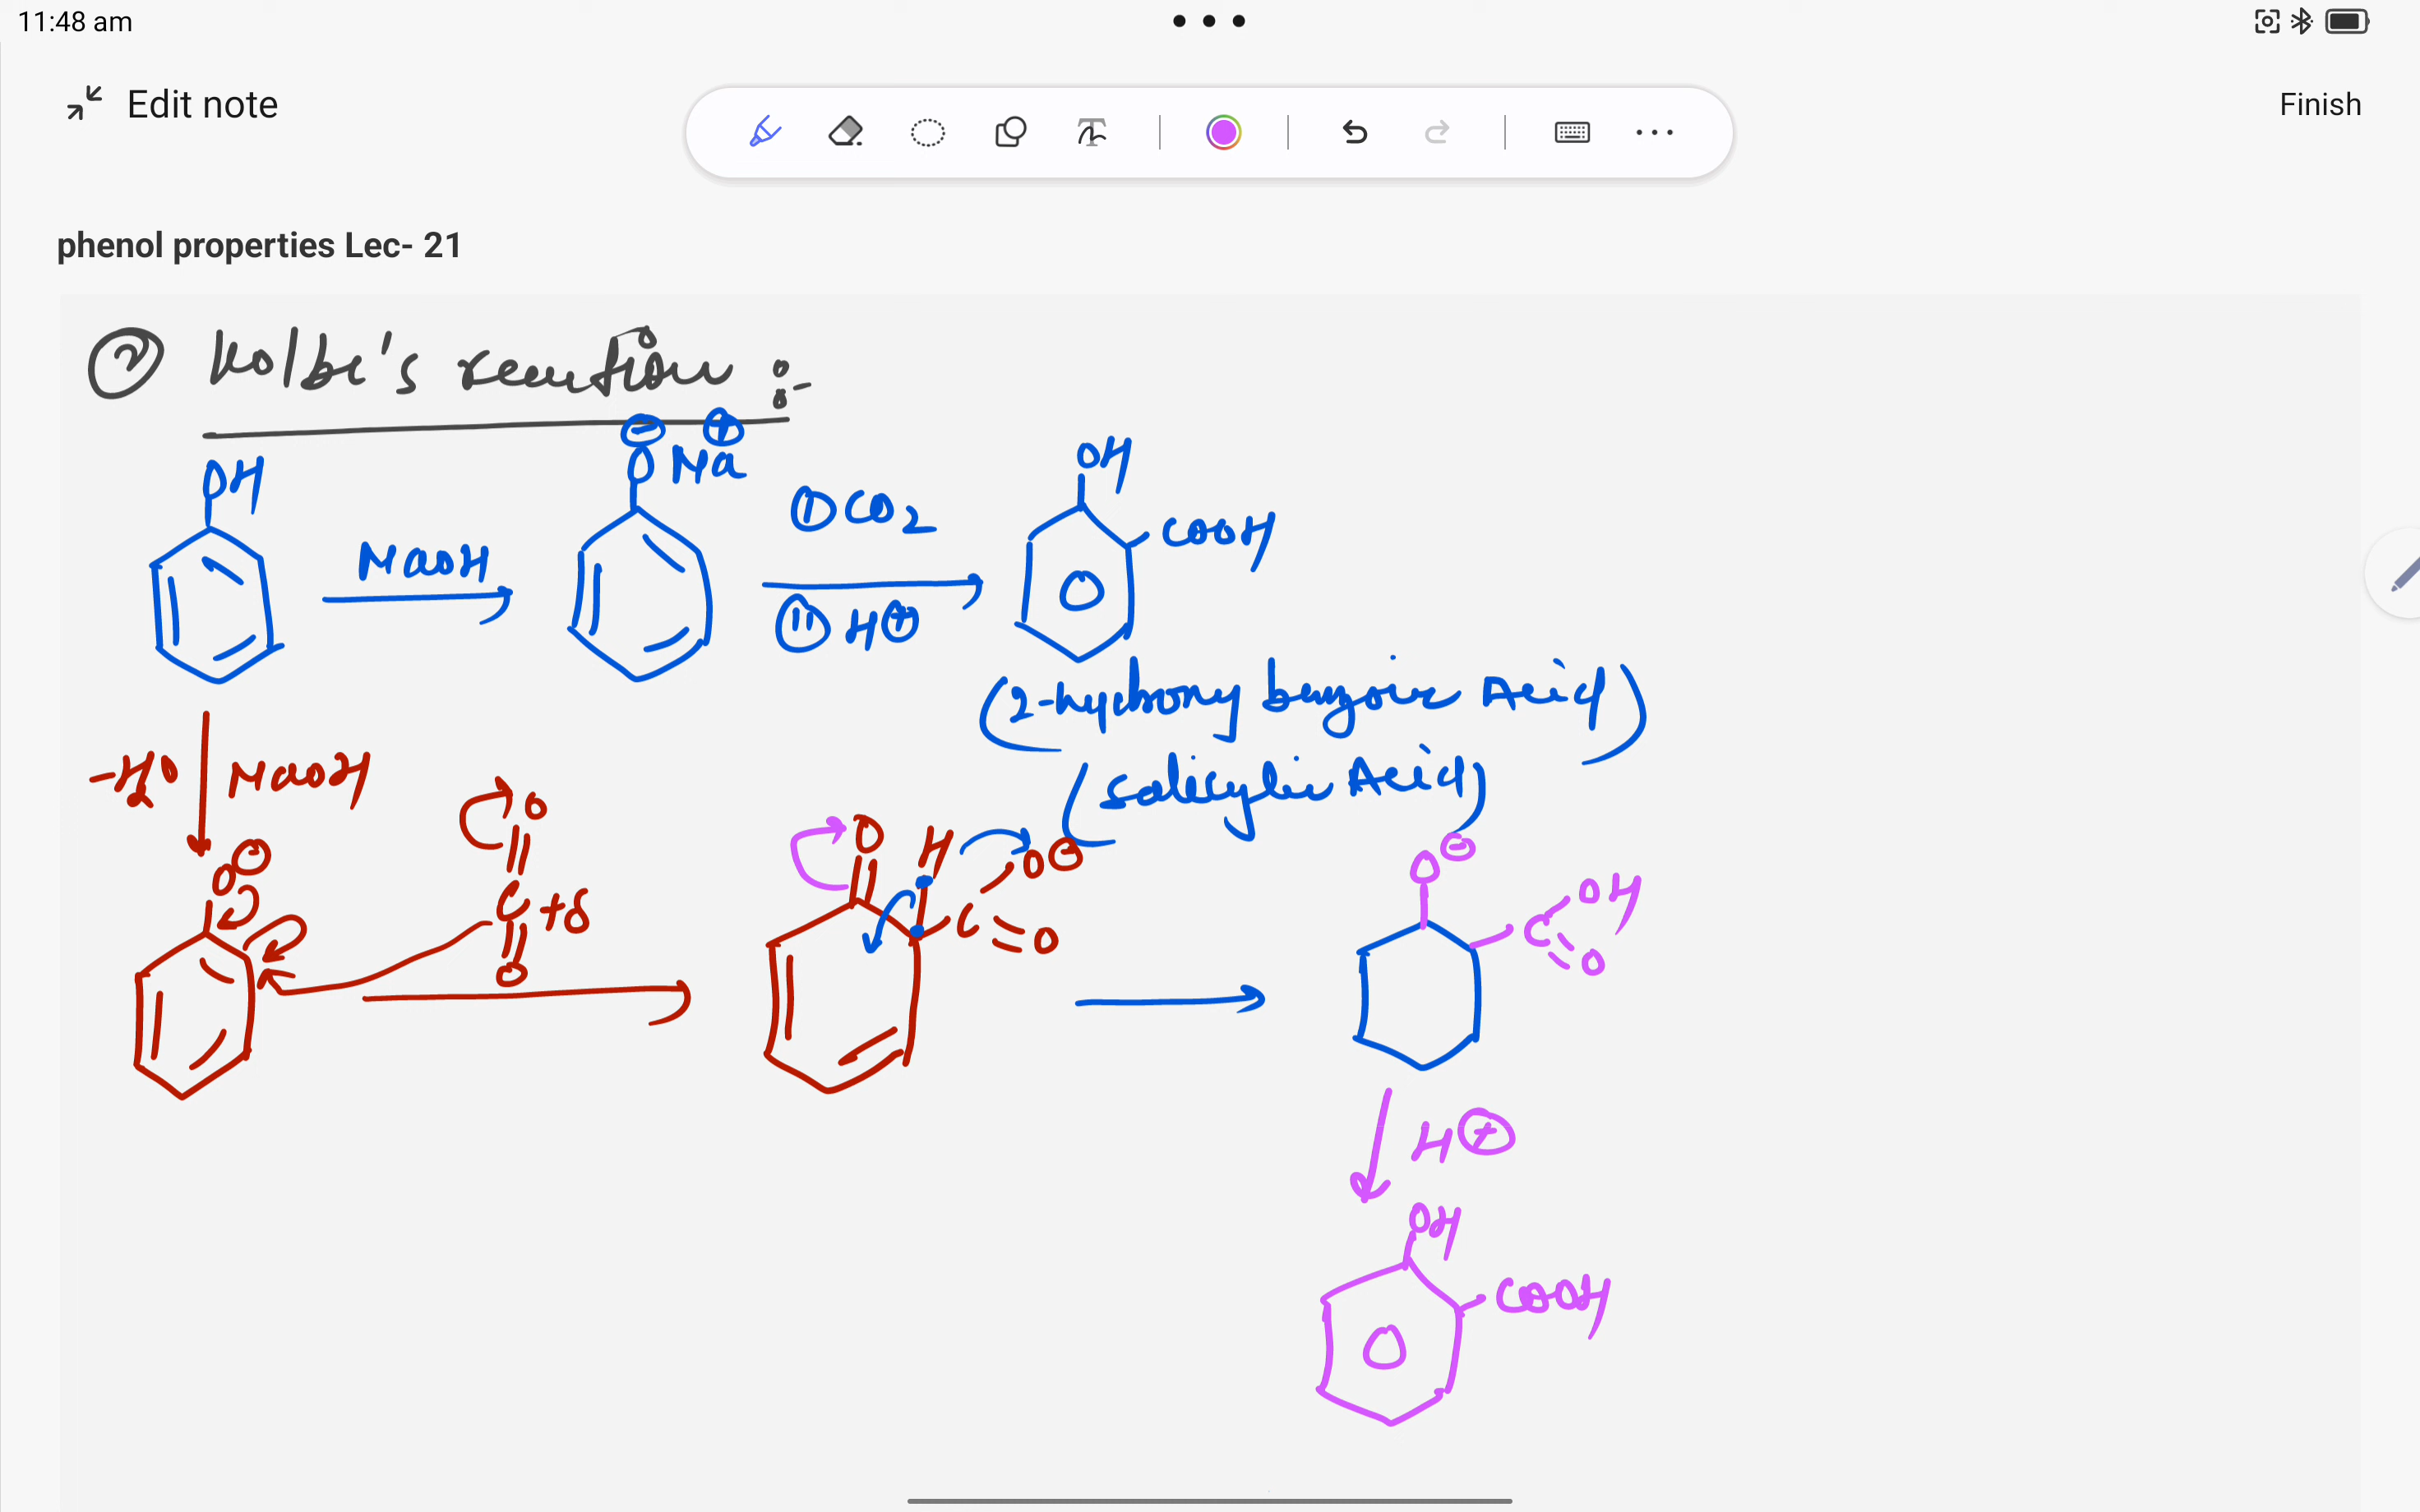 11:48 am
Edit note
Finish
phenol properties Lec- 21
② Kolbe's reaction :-
OH
O⊖ Na⊕
NaOH
① CO2
② H⊕
OH
COOH
(2-hydroxy benzoic Acid)
(Salicylic Acid)
-H2O
NaOH
O⊖
O
C +δ
O
O
H
C
O⊖
O
O⊖
C
OH
O
H⊕
OH
COOH